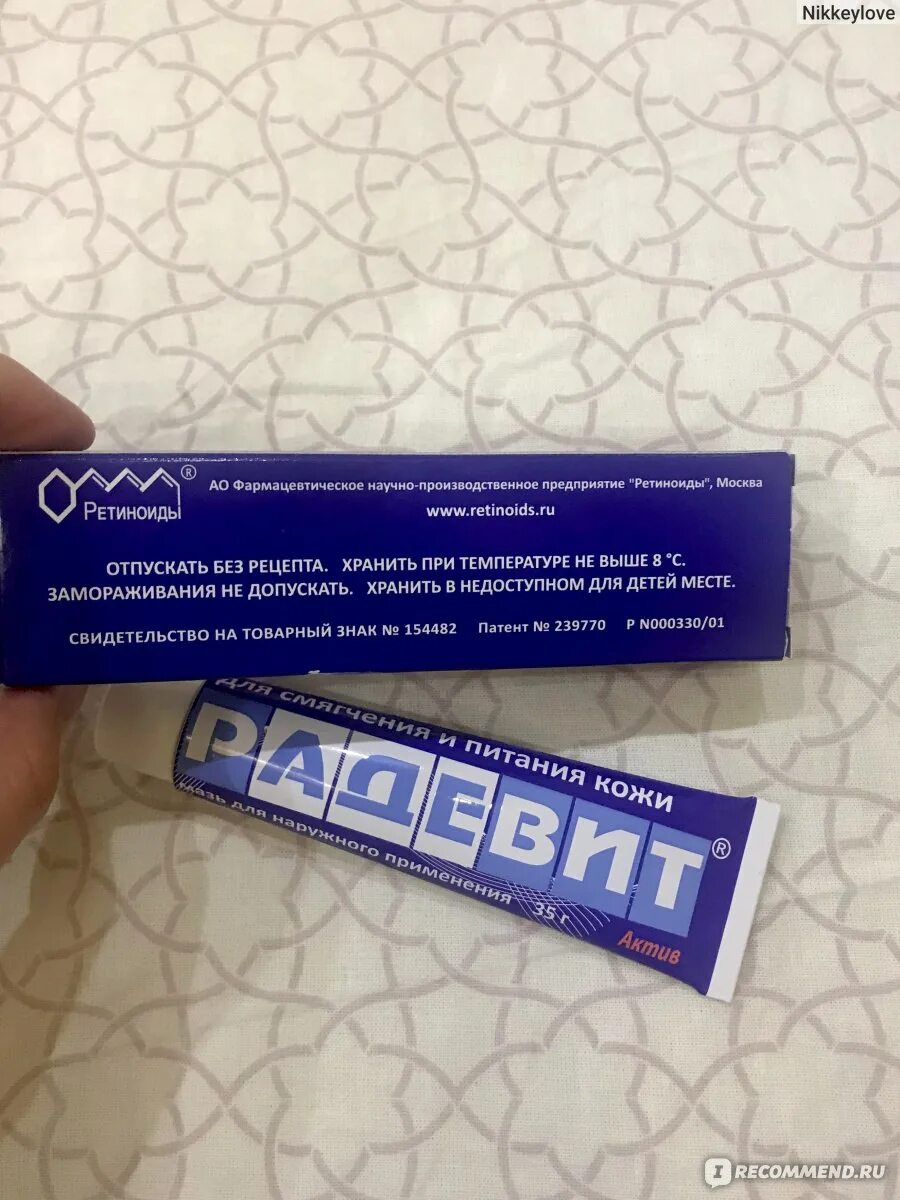 Nikkeylove
Ретиноиды®
АО Фармацевтическое научно-производственное предприятие "Ретиноиды", Москва
www.retinoids.ru
ОТПУСКАТЬ БЕЗ РЕЦЕПТА. ХРАНИТЬ ПРИ ТЕМПЕРАТУРЕ НЕ ВЫШЕ 8 °С.
ЗАМОРАЖИВАНИЯ НЕ ДОПУСКАТЬ. ХРАНИТЬ В НЕДОСТУПНОМ ДЛЯ ДЕТЕЙ МЕСТЕ.
СВИДЕТЕЛЬСТВО НА ТОВАРНЫЙ ЗНАК № 154482 Патент № 239770 Р N000330/01
Для смягчения и питания кожи
РАДЕВИТ®
Актив
мазь для наружного применения 35 г
IRECOMMEND.RU